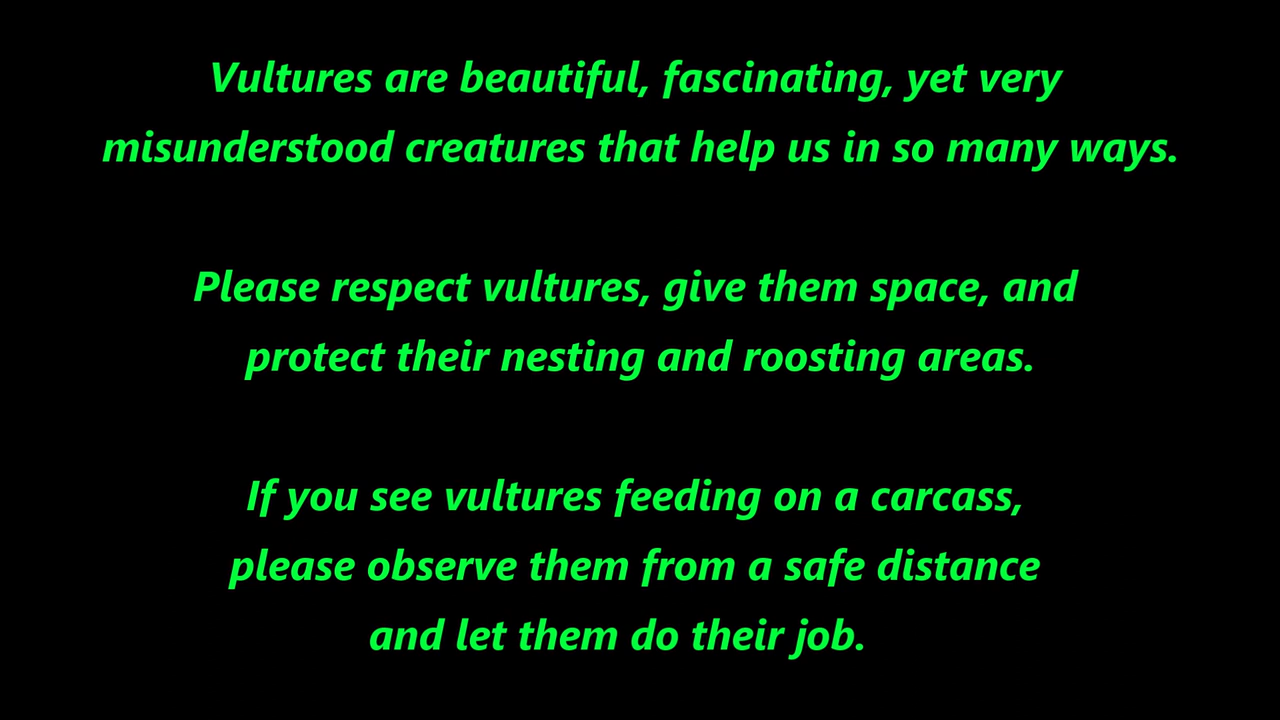 Vultures are beautiful, fascinating, yet very
misunderstood creatures that help us in so many ways.
Please respect vultures, give them space, and
protect their nesting and roosting areas.
If you see vultures feeding on a carcass,
please observe them from a safe distance
and let them do their job.